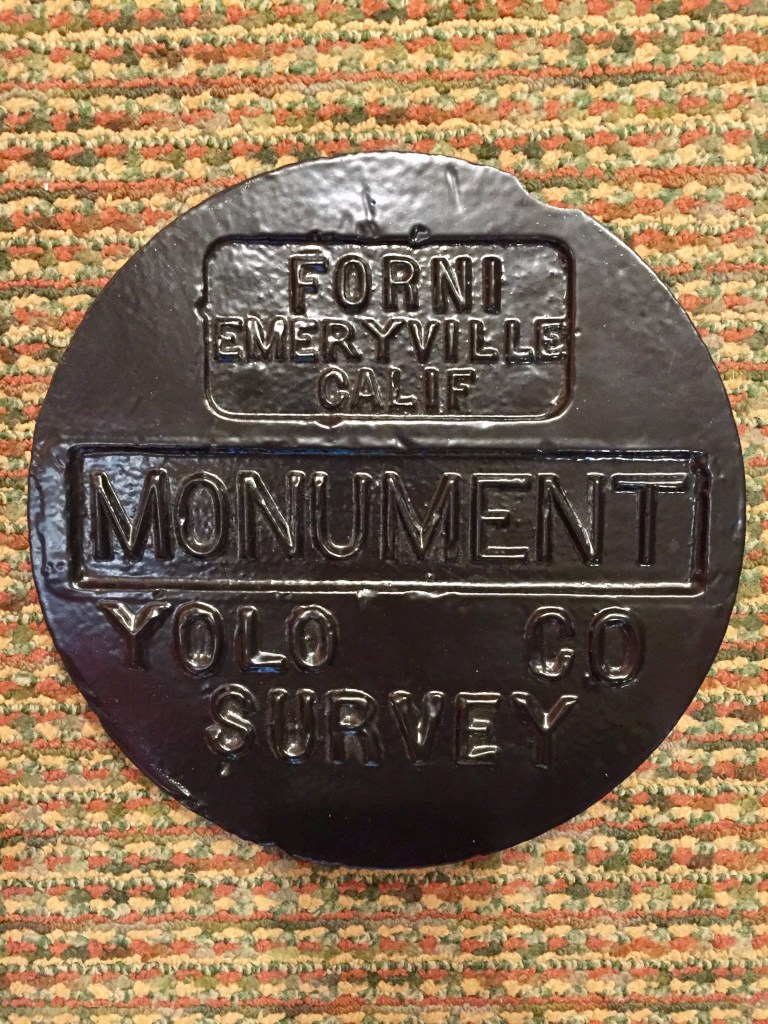 FORNI
EMERYVILLE
CALIF
MONUMENT
YOLO CO
SURVEY